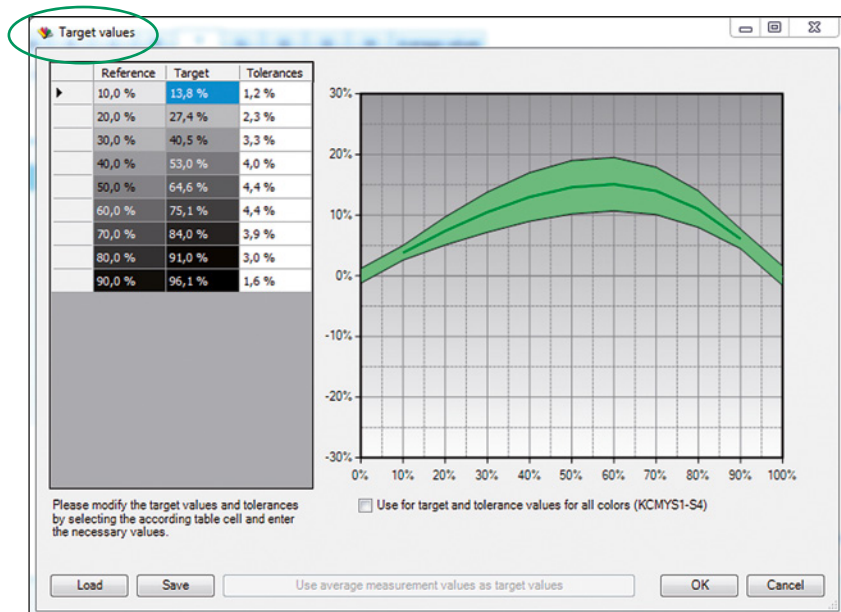 Target values
Reference Target Tolerances
10,0 % 13,8 % 1,2 %
20,0 % 27,4 % 2,3 %
30,0 % 40,5 % 3,3 %
40,0 % 53,0 % 4,0 %
50,0 % 64,6 % 4,4 %
60,0 % 75,1 % 4,4 %
70,0 % 84,0 % 3,9 %
80,0 % 91,0 % 3,0 %
90,0 % 96,1 % 1,6 %
30%
20%
10%
0%
-10%
-20%
-30%
0% 10% 20% 30% 40% 50% 60% 70% 80% 90% 100%
Please modify the target values and tolerances
by selecting the according table cell and enter
the necessary values.
Use for target and tolerance values for all colors (KCMYS1-S4)
Load Save Use average measurement values as target values OK Cancel